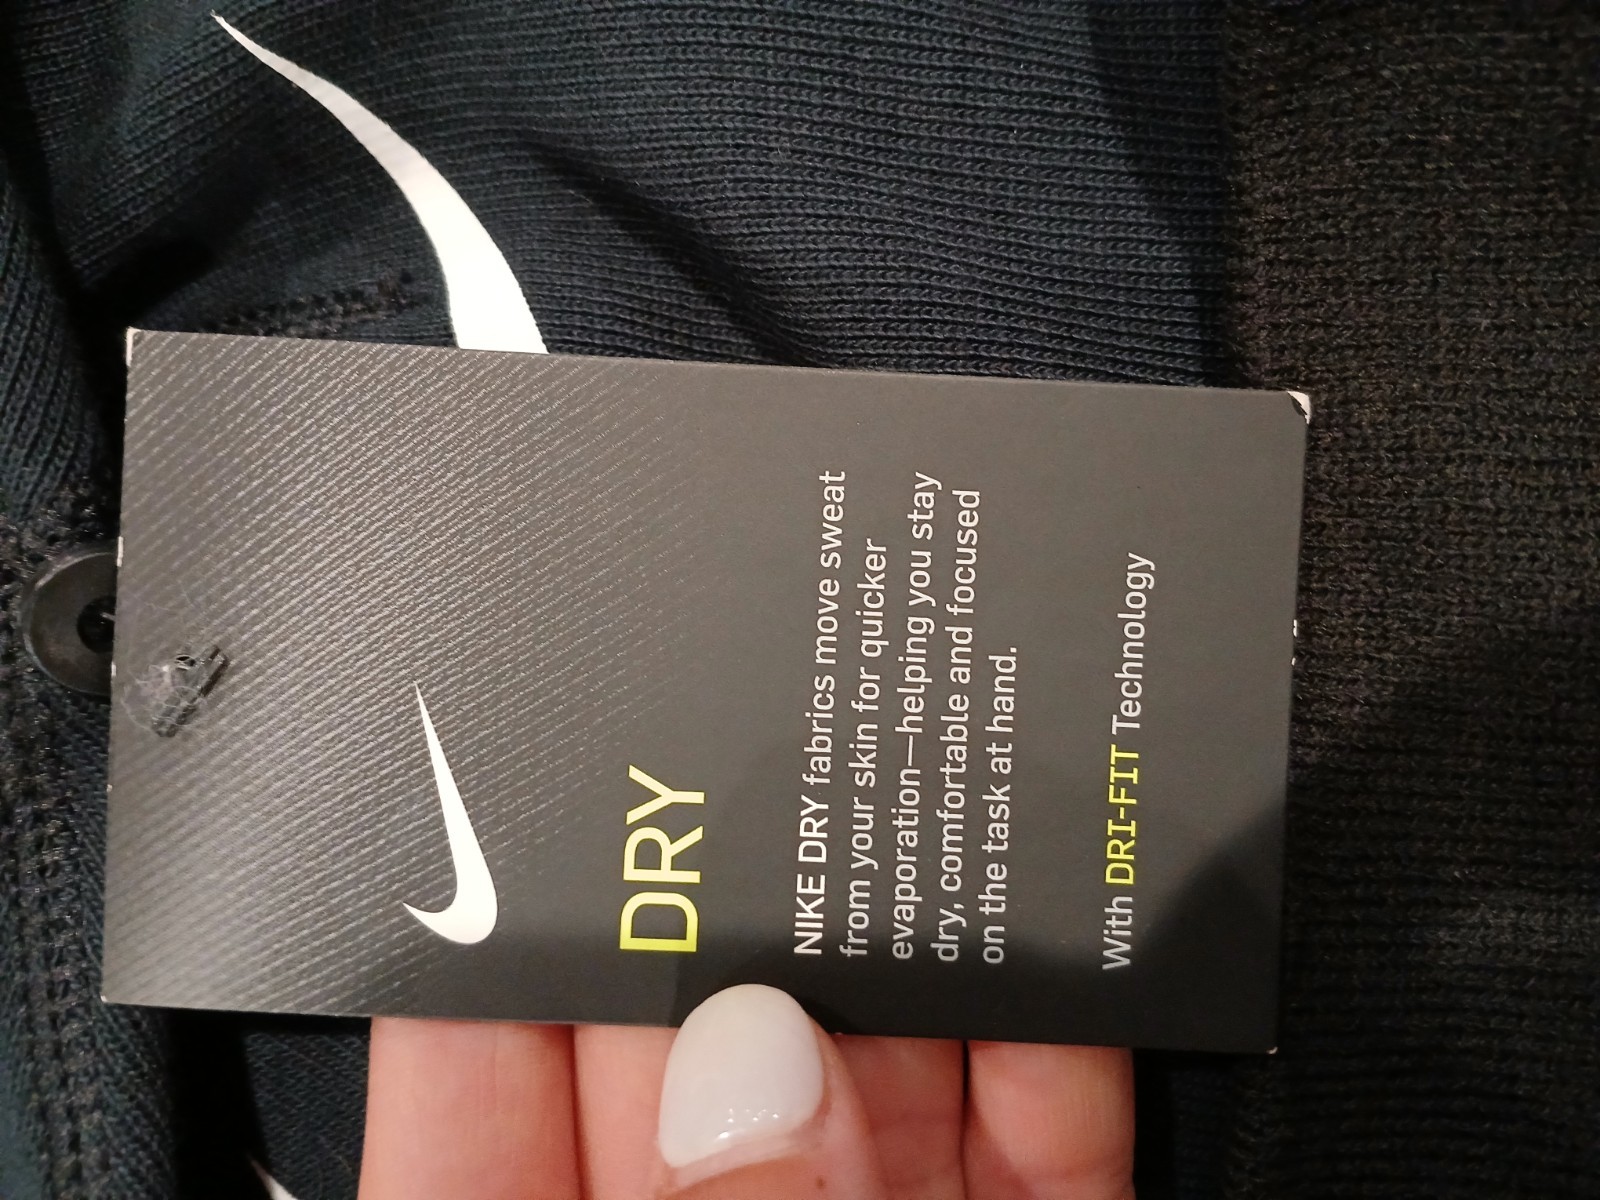 DRY
NIKE DRY fabrics move sweat
from your skin for quicker
evaporation—helping you stay
dry, comfortable and focused
on the task at hand.
With DRI-FIT Technology